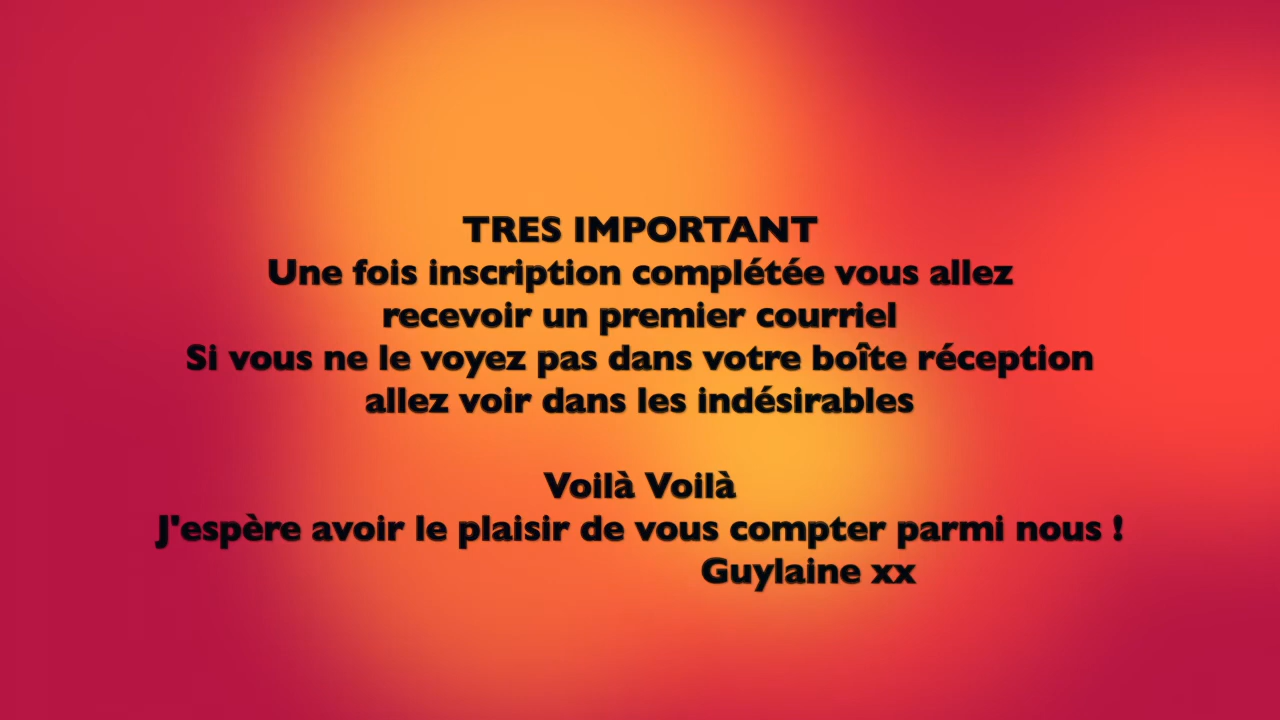 TRES IMPORTANT
Une fois inscription complétée vous allez
recevoir un premier courriel
Si vous ne le voyez pas dans votre boîte réception
allez voir dans les indésirables
Voilà Voilà
J'espère avoir le plaisir de vous compter parmi nous !
Guylaine xx